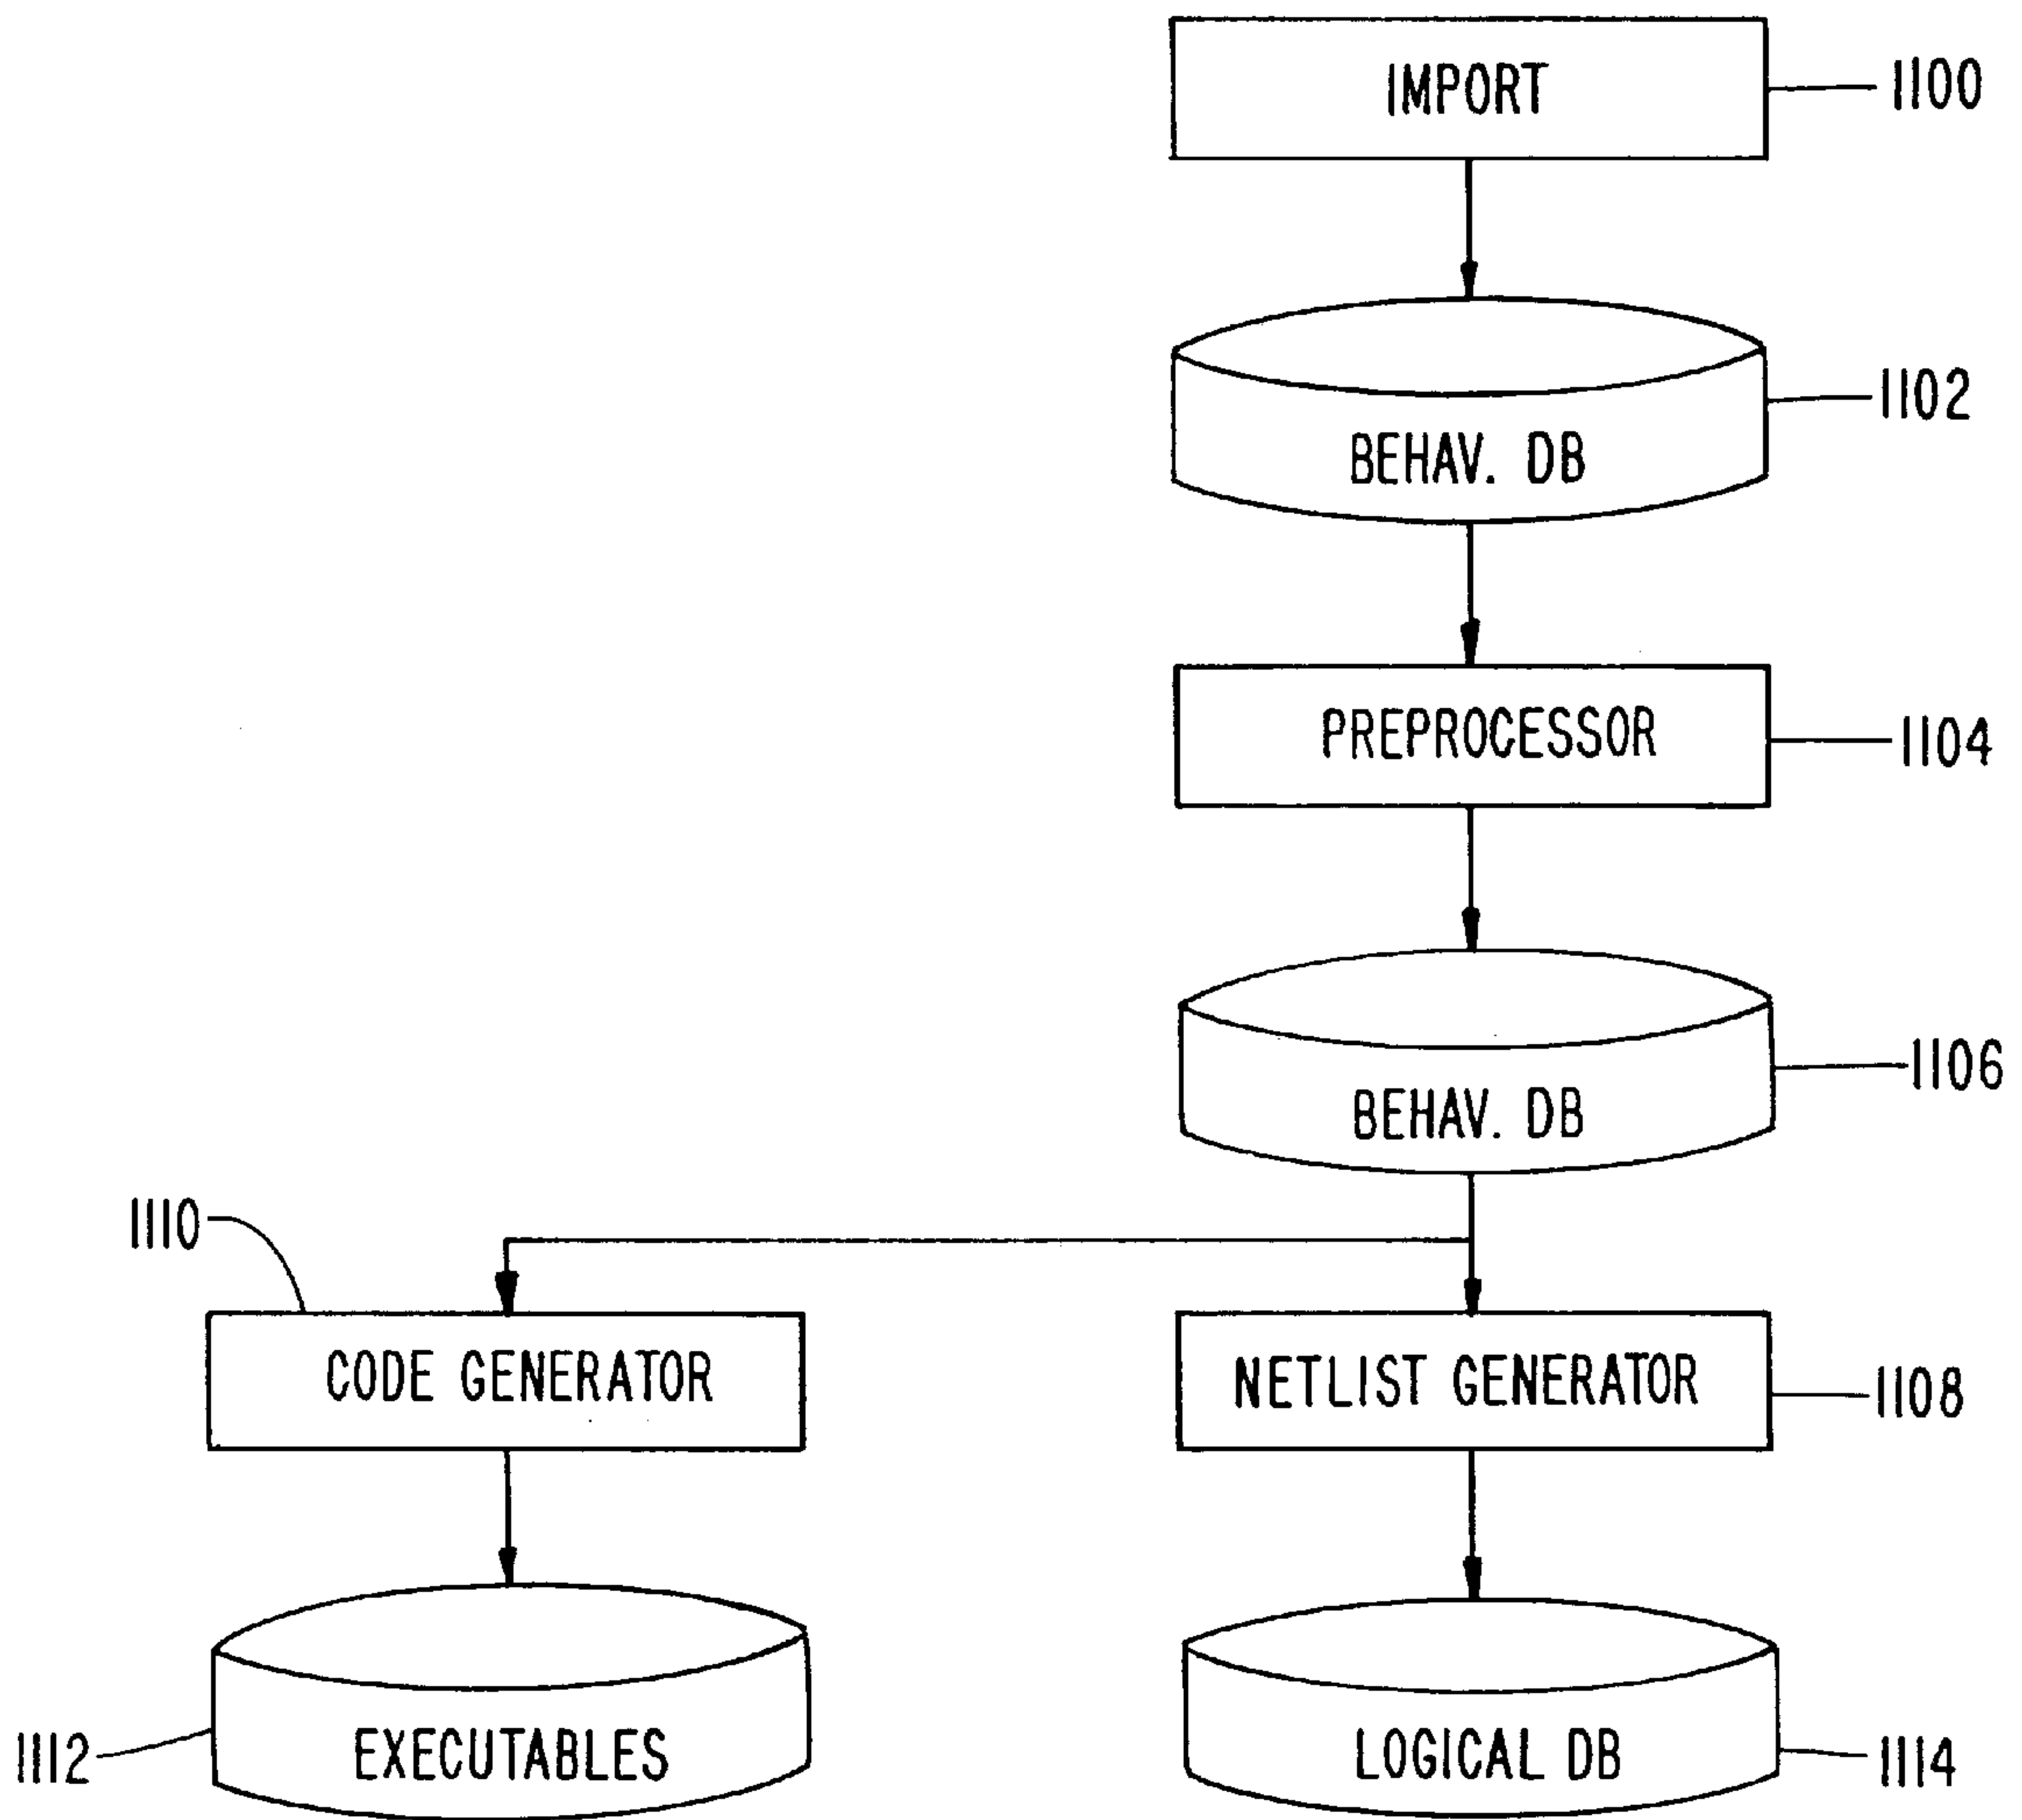 IMPORT
1100
1102
BEHAV. DB
PREPROCESSOR
1104
1106
BEHAV. DB
1110
CODE GENERATOR
NETLIST GENERATOR
1108
1112
EXECUTABLES
LOGICAL DB
1114